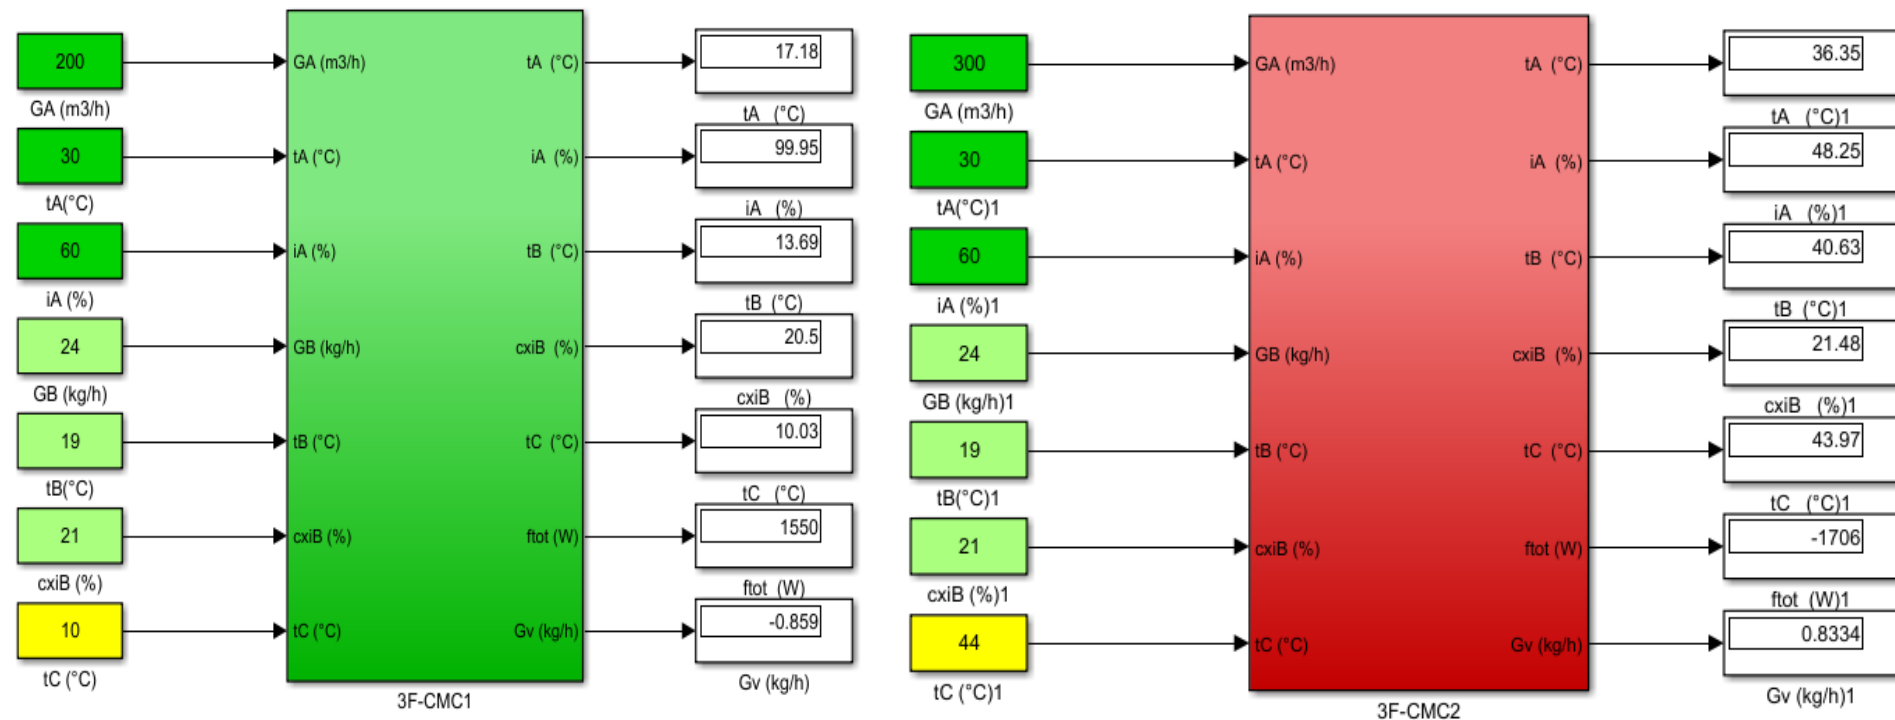 200
GA (m3/h)
30
tA(°C)
60
iA (%)
24
GB (kg/h)
19
tB(°C)
21
cxiB (%)
10
tC (°C)
GA (m3/h)
tA (°C)
iA (%)
GB (kg/h)
tB (°C)
cxiB (%)
tC (°C)
tA (°C)
iA (%)
tB (°C)
cxiB (%)
tC (°C)
ftot (W)
Gv (kg/h)
3F-CMC1
17.18
tA (°C)
99.95
iA (%)
13.69
tB (°C)
20.5
cxiB (%)
10.03
tC (°C)
1550
ftot (W)
-0.859
Gv (kg/h)
300
GA (m3/h)
30
tA(°C)1
60
iA (%)1
24
GB (kg/h)1
19
tB(°C)1
21
cxiB (%)1
44
tC (°C)1
GA (m3/h)
tA (°C)
iA (%)
GB (kg/h)
tB (°C)
cxiB (%)
tC (°C)
tA (°C)
iA (%)
tB (°C)
cxiB (%)
tC (°C)
ftot (W)
Gv (kg/h)
3F-CMC2
36.35
tA (°C)1
48.25
iA (%)1
40.63
tB (°C)1
21.48
cxiB (%)1
43.97
tC (°C)1
-1706
ftot (W)1
0.8334
Gv (kg/h)1